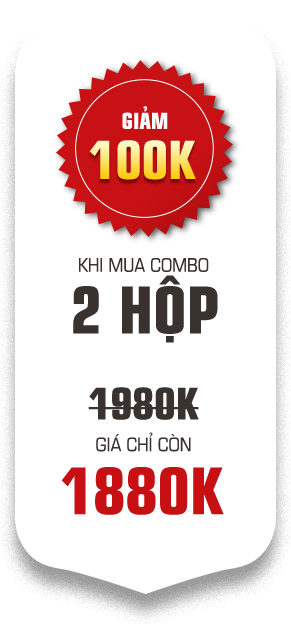 GIẢM
100K
KHI MUA COMBO
2 HỘP
1980K
GIÁ CHỈ CÒN
1880K